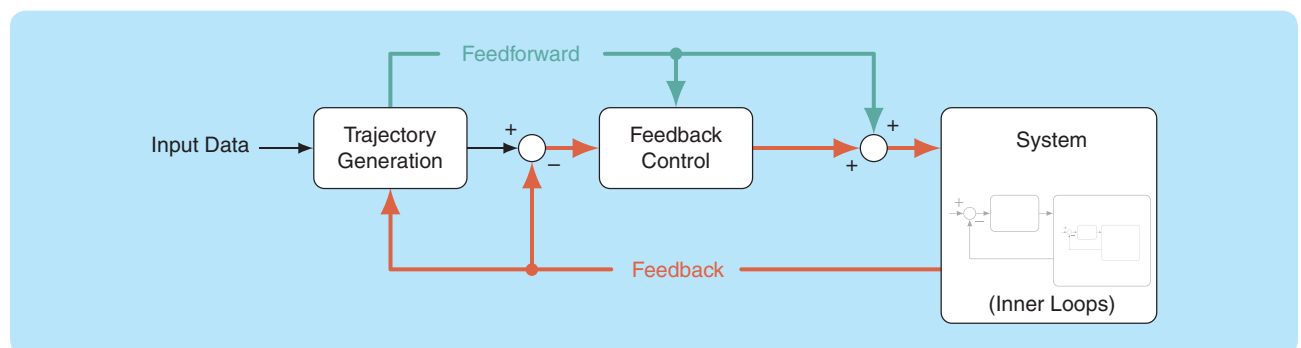 Feedforward
Input Data
Trajectory
Generation
+
−
Feedback
Control
+
+
System
+
−
Feedback
(Inner Loops)